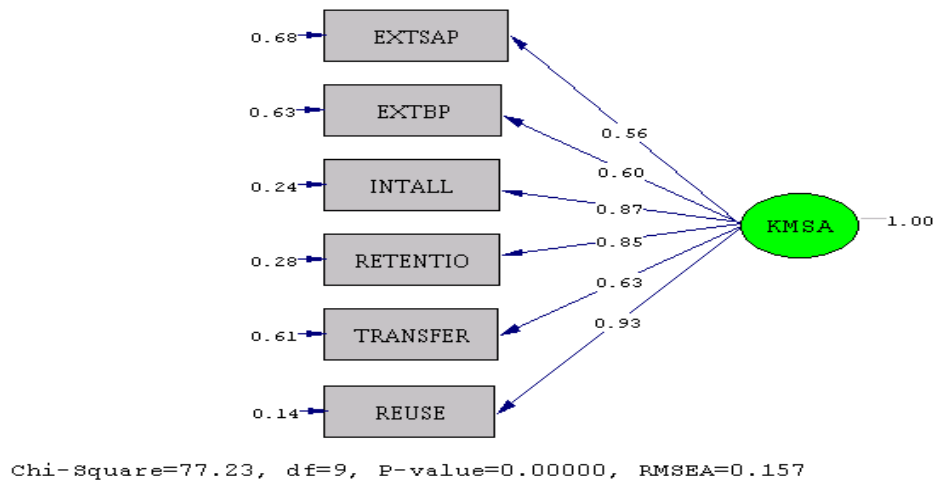 0.68 EXTSAP
0.56
0.63 EXTBP
0.60
0.24 INTALL
0.87
KMSA 1.00
0.85
0.28 RETENTIO
0.63
0.61 TRANSFER
0.93
0.14 REUSE
Chi-Square=77.23, df=9, P-value=0.00000, RMSEA=0.157